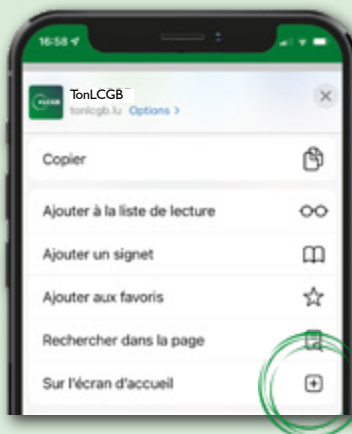 16:58
TonLCGB
tonlcgb.lu Options >
Copier
Ajouter à la liste de lecture
Ajouter un signet
Ajouter aux favoris
Rechercher dans la page
Sur l'écran d'accueil